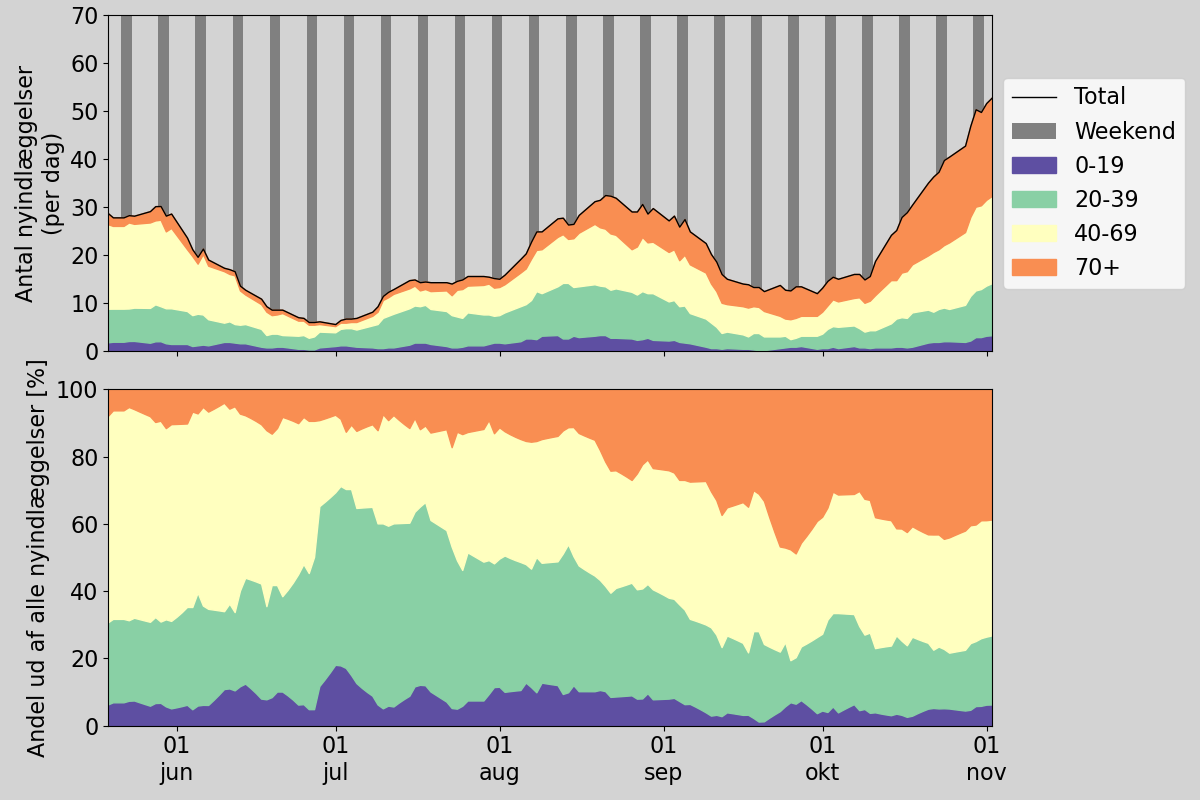 Antal nyindlæggelser
(per dag)
70
60
50
40
30
20
10
0
Total
Weekend
0-19
20-39
40-69
70+
Andel ud af alle nyindlæggelser [%]
100
80
60
40
20
0
01 01 01 01 01 01
jun jul aug sep okt nov